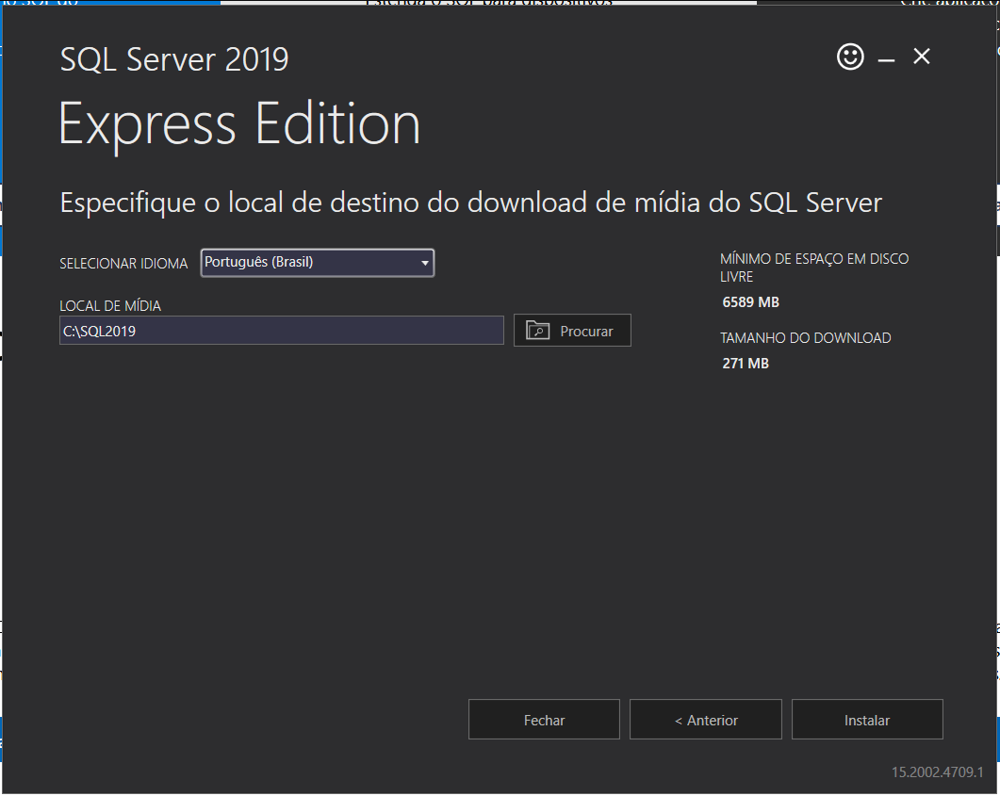 SQL Server 2019
Express Edition
Especifique o local de destino do download de mídia do SQL Server
SELECIONAR IDIOMA Português (Brasil)
LOCAL DE MÍDIA
C:\SQL2019
Procurar
MÍNIMO DE ESPAÇO EM DISCO
LIVRE
6589 MB
TAMANHO DO DOWNLOAD
271 MB
Fechar
< Anterior
Instalar
15.2002.4709.1